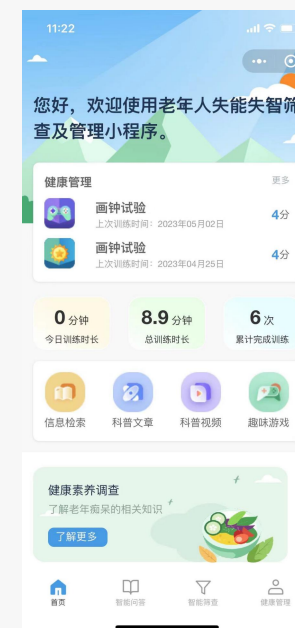 11:22
您好，欢迎使用老年人失能失智筛
查及管理小程序。
健康管理 更多
画钟试验
上次训练时间：2023年05月02日
4分
画钟试验
上次训练时间：2023年04月25日
4分
0 分钟 8.9 分钟 6 次
今日训练时长 总训练时长 累计完成训练
信息检索 科普文章 科普视频 趣味游戏
健康素养调查
了解老年痴呆的相关知识
了解更多
首页 智能问答 智能筛查 健康管理